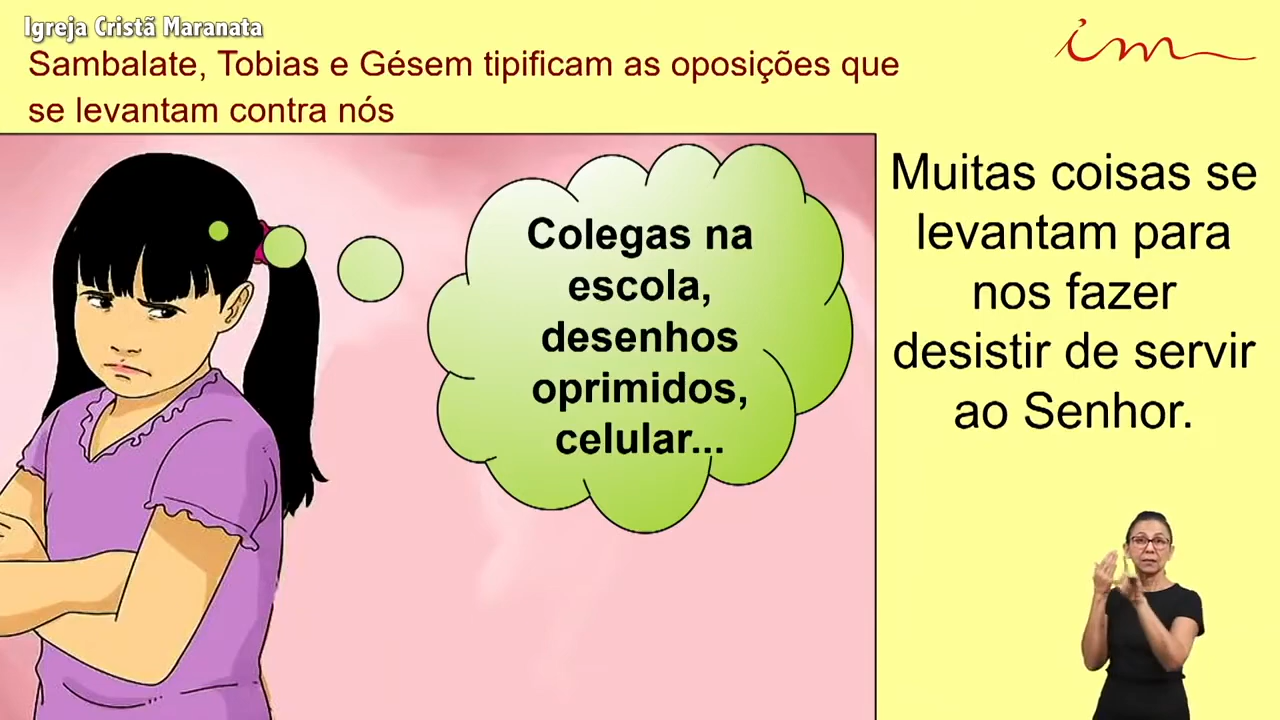 Igreja Cristã Maranata
Sambalate, Tobias e Gésem tipificam as oposições que
se levantam contra nós
im
Colegas na
escola,
desenhos
oprimidos,
celular...
Muitas coisas se
levantam para
nos fazer
desistir de servir
ao Senhor.